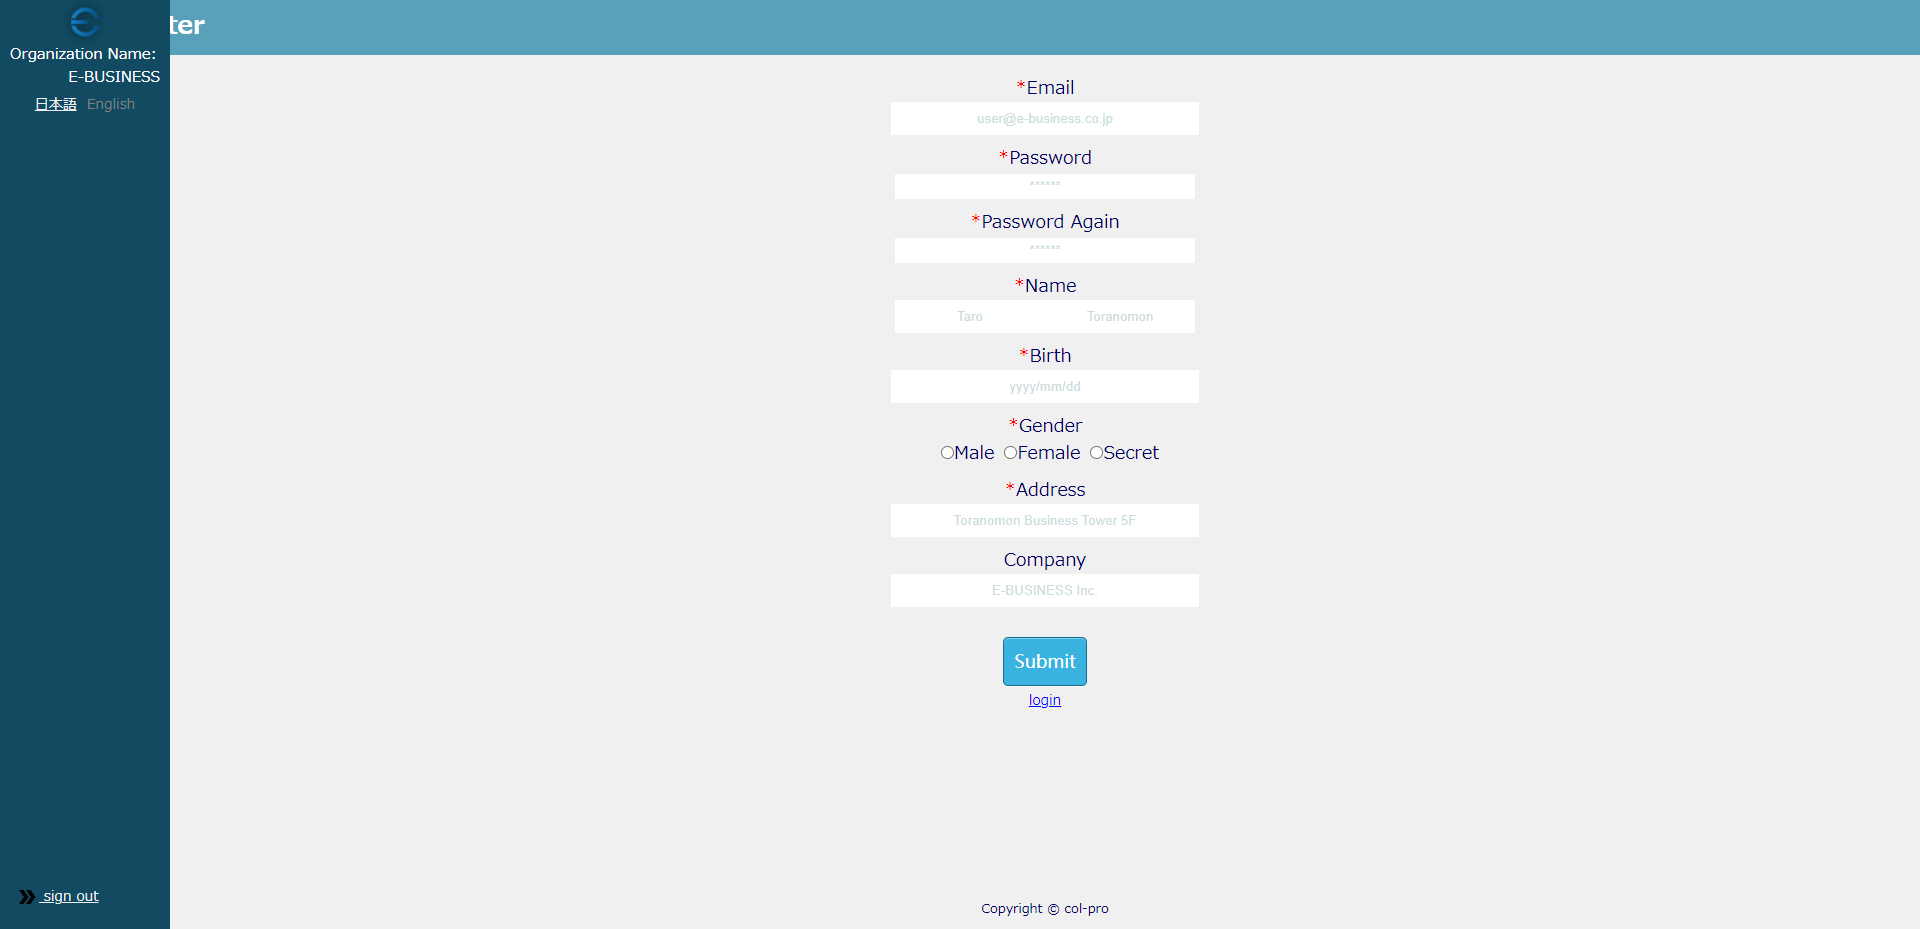 ter
Organization Name:
E-BUSINESS
日本語 English
*Email
user@e-business.co.jp
*Password
******
*Password Again
******
*Name
Taro Toranomon
*Birth
yyyy/mm/dd
*Gender
Male Female Secret
*Address
Toranomon Business Tower 5F
Company
E-BUSINESS Inc.
Submit
login
sign out
Copyright © col-pro